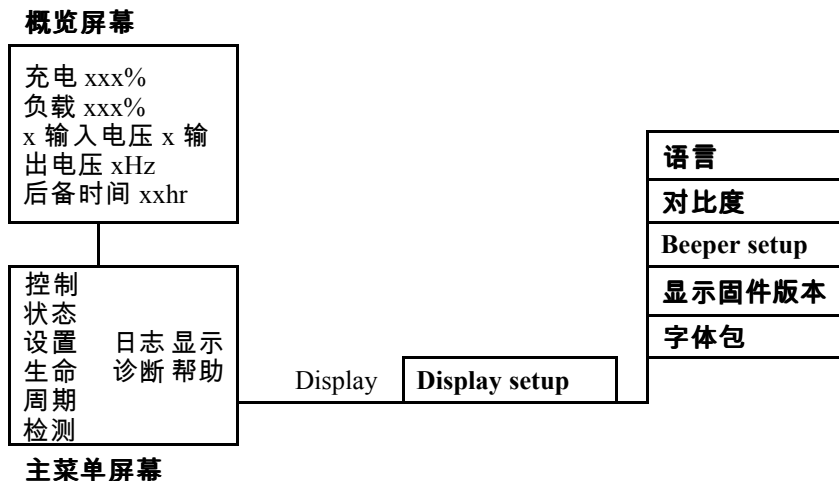 概览屏幕
充电 xxx%
负载 xxx%
x 输入电压 x 输
出电压 xHz
后备时间 xxhr
控制
状态
设置 日志 显示
生命 诊断 帮助
周期
检测
主菜单屏幕
Display
Display setup
语言
对比度
Beeper setup
显示固件版本
字体包